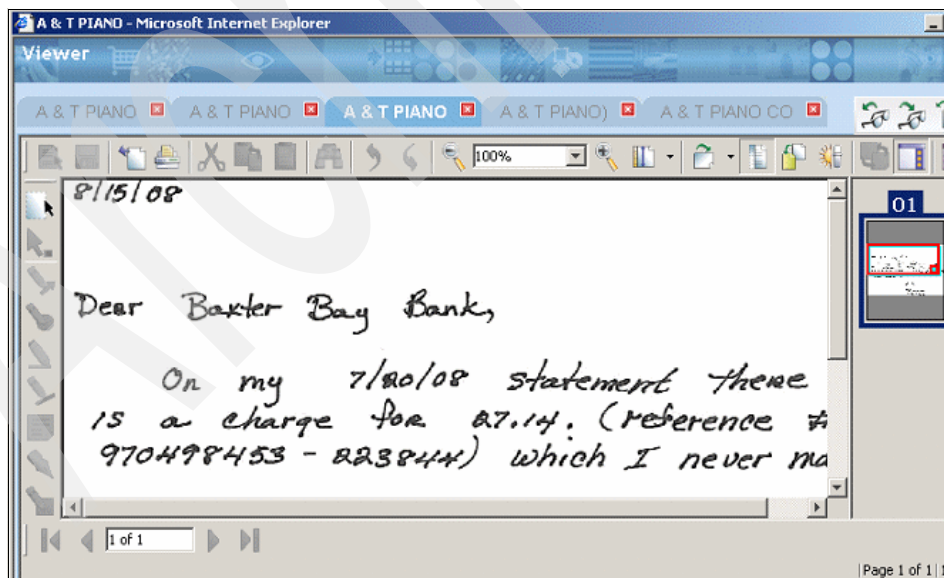 A & T PIANO - Microsoft Internet Explorer
Viewer
A & T PIANO A & T PIANO A & T PIANO A & T PIANO) A & T PIANO CO
100%
8/15/08
01
Dear Baxter Bay Bank,
On my 7/20/08 statement there
is a charge for 27.14. (reference #
970498453 - 223844) which I never ma
1 of 1
Page 1 of 1